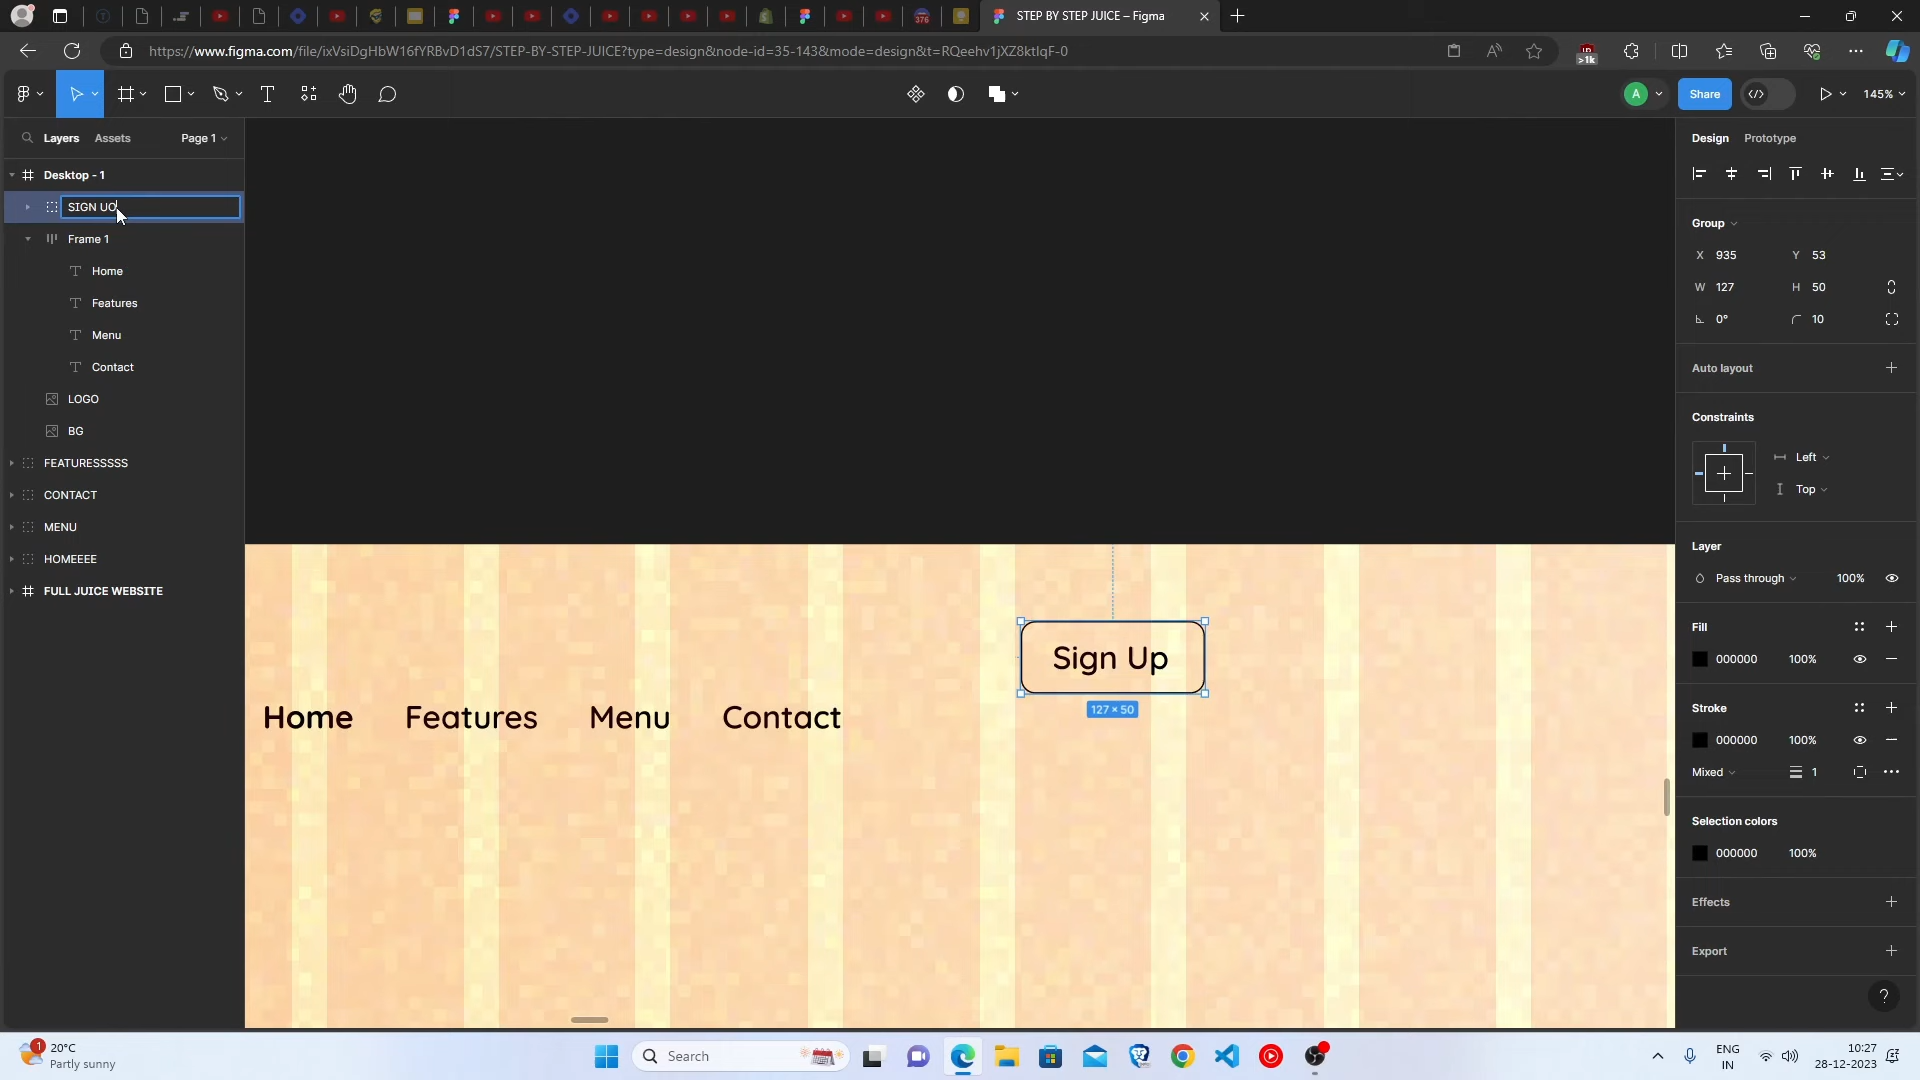 376
STEP BY STEP JUICE – Figma
https://www.figma.com/file/ixVsiDgHbW16fYRBvD1dS7/STEP-BY-STEP-JUICE?type=design&node-id=35-143&mode=design&t=RQeehv1jXZ8ktlqF-0
>1k
A
Share
145%
Layers
Assets
Page 1
Design
Prototype
Desktop - 1
SIGN UO
Frame 1
Home
Features
Menu
Contact
LOGO
BG
FEATURESSSSS
CONTACT
MENU
HOMEEEE
FULL JUICE WEBSITE
Sign Up
127 × 50
Home
Features
Menu
Contact
Group
X 935
Y 53
W 127
H 50
0°
10
Auto layout
Constraints
Left
Top
Layer
Pass through
100%
Fill
000000
100%
Stroke
000000
100%
Mixed
1
Selection colors
000000
100%
Effects
Export
?
1
20°C
Partly sunny
Search
ENG
IN
10:27
28-12-2023